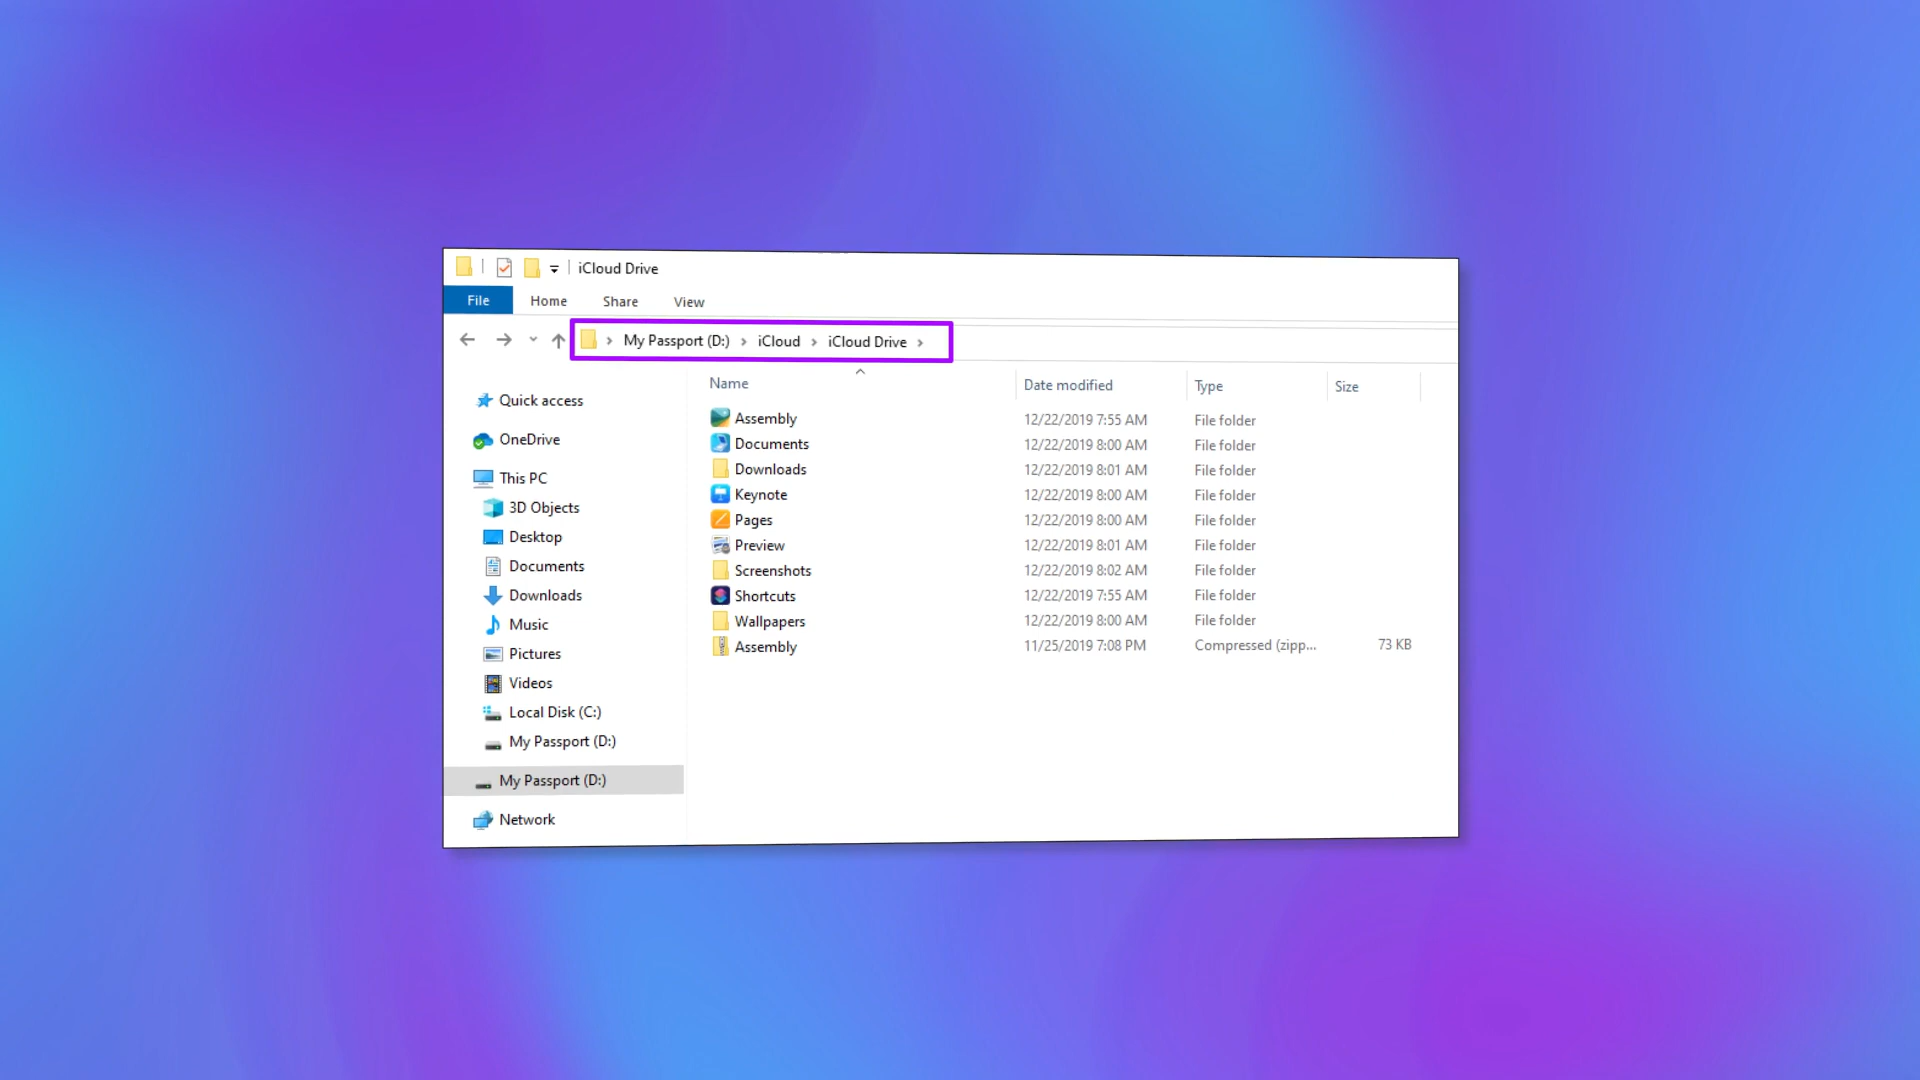 iCloud Drive
File Home Share View
My Passport (D:) › iCloud › iCloud Drive ›
Name Date modified Type Size
Quick access
OneDrive
This PC
3D Objects
Desktop
Documents
Downloads
Music
Pictures
Videos
Local Disk (C:)
My Passport (D:)
My Passport (D:)
Network
Assembly 12/22/2019 7:55 AM File folder
Documents 12/22/2019 8:00 AM File folder
Downloads 12/22/2019 8:01 AM File folder
Keynote 12/22/2019 8:00 AM File folder
Pages 12/22/2019 8:00 AM File folder
Preview 12/22/2019 8:01 AM File folder
Screenshots 12/22/2019 8:02 AM File folder
Shortcuts 12/22/2019 7:55 AM File folder
Wallpapers 12/22/2019 8:00 AM File folder
Assembly 11/25/2019 7:08 PM Compressed (zipp... 73 KB